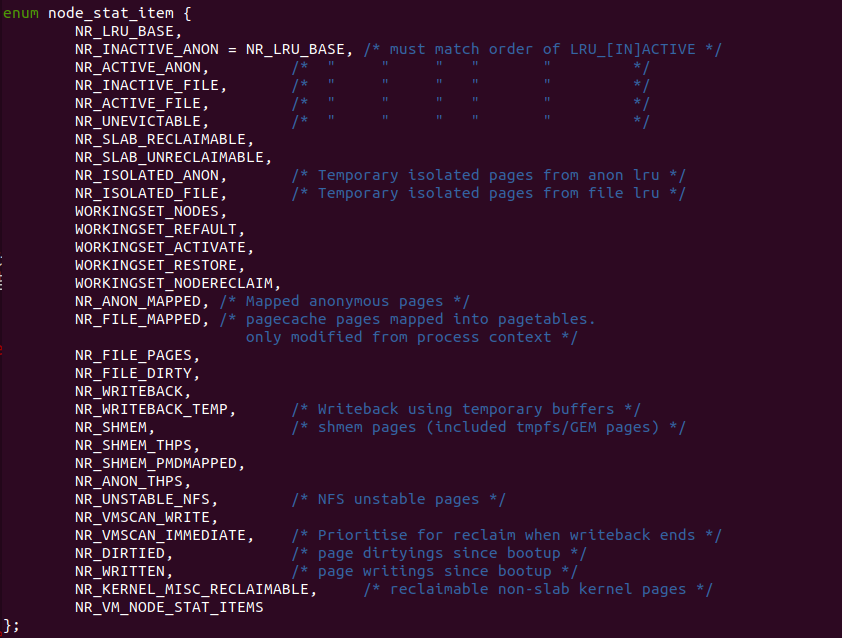 enum node_stat_item {
        NR_LRU_BASE,
        NR_INACTIVE_ANON = NR_LRU_BASE, /* must match order of LRU_[IN]ACTIVE */
        NR_ACTIVE_ANON,         /*  "     "     "   "       "         */
        NR_INACTIVE_FILE,       /*  "     "     "   "       "         */
        NR_ACTIVE_FILE,         /*  "     "     "   "       "         */
        NR_UNEVICTABLE,         /*  "     "     "   "       "         */
        NR_SLAB_RECLAIMABLE,
        NR_SLAB_UNRECLAIMABLE,
        NR_ISOLATED_ANON,       /* Temporary isolated pages from anon lru */
        NR_ISOLATED_FILE,       /* Temporary isolated pages from file lru */
        WORKINGSET_NODES,
        WORKINGSET_REFAULT,
        WORKINGSET_ACTIVATE,
        WORKINGSET_RESTORE,
        WORKINGSET_NODERECLAIM,
        NR_ANON_MAPPED, /* Mapped anonymous pages */
        NR_FILE_MAPPED, /* pagecache pages mapped into pagetables.
                           only modified from process context */
        NR_FILE_PAGES,
        NR_FILE_DIRTY,
        NR_WRITEBACK,
        NR_WRITEBACK_TEMP,      /* Writeback using temporary buffers */
        NR_SHMEM,               /* shmem pages (included tmpfs/GEM pages) */
        NR_SHMEM_THPS,
        NR_SHMEM_PMDMAPPED,
        NR_ANON_THPS,
        NR_UNSTABLE_NFS,        /* NFS unstable pages */
        NR_VMSCAN_WRITE,
        NR_VMSCAN_IMMEDIATE,    /* Prioritise for reclaim when writeback ends */
        NR_DIRTIED,             /* page dirtyings since bootup */
        NR_WRITTEN,             /* page writings since bootup */
        NR_KERNEL_MISC_RECLAIMABLE,     /* reclaimable non-slab kernel pages */
        NR_VM_NODE_STAT_ITEMS
};